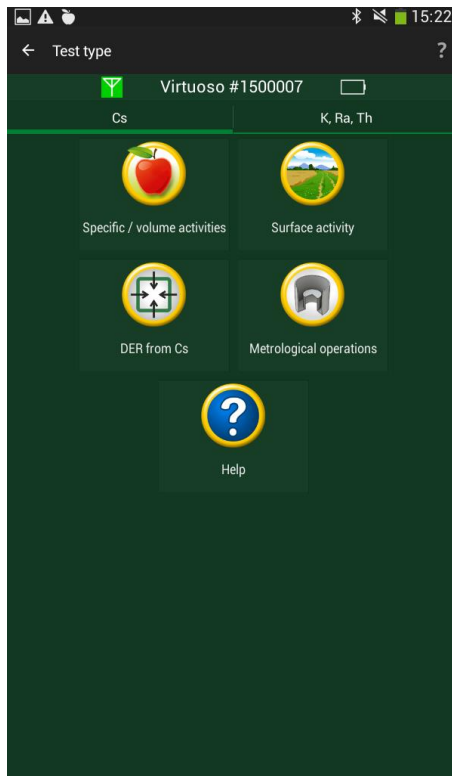 15:22
Test type
?
Virtuoso #1500007
Cs
K, Ra, Th
Specific / volume activities
Surface activity
DER from Cs
Metrological operations
?
Help